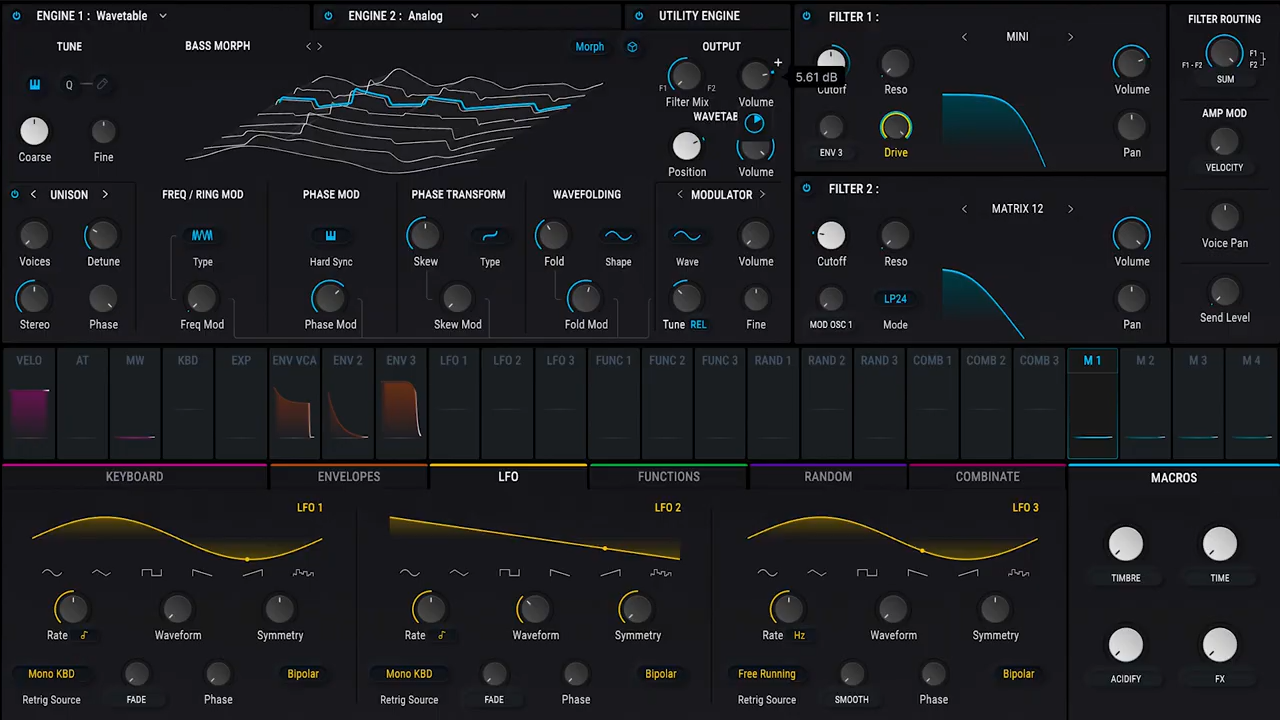 ENGINE 1 : Wavetable
ENGINE 2 : Analog
UTILITY ENGINE
FILTER 1 :
FILTER ROUTING
TUNE
BASS MORPH
Morph
OUTPUT
MINI
F1 - F2
F1
F2
SUM
5.61 dB
F1
F2
Filter Mix
Volume
Cutoff
Reso
Volume
Q
WAVETAB
AMP MOD
Coarse
Fine
Position
Volume
ENV 3
Drive
Pan
VELOCITY
UNISON
FREQ / RING MOD
PHASE MOD
PHASE TRANSFORM
WAVEFOLDING
MODULATOR
FILTER 2 :
MATRIX 12
Voices
Detune
Type
Hard Sync
Skew
Type
Fold
Shape
Wave
Volume
Cutoff
Reso
Volume
Voice Pan
LP24
Stereo
Phase
Freq Mod
Phase Mod
Skew Mod
Fold Mod
Tune REL
Fine
MOD OSC 1
Mode
Pan
Send Level
VELO
AT
MW
KBD
EXP
ENV VCA
ENV 2
ENV 3
LFO 1
LFO 2
LFO 3
FUNC 1
FUNC 2
FUNC 3
RAND 1
RAND 2
RAND 3
COMB 1
COMB 2
COMB 3
M 1
M 2
M 3
M 4
KEYBOARD
ENVELOPES
LFO
FUNCTIONS
RANDOM
COMBINATE
MACROS
LFO 1
LFO 2
LFO 3
TIMBRE
TIME
Rate
Waveform
Symmetry
Rate
Waveform
Symmetry
Rate Hz
Waveform
Symmetry
Mono KBD
Bipolar
Mono KBD
Bipolar
Free Running
Bipolar
ACIDIFY
FX
Retrig Source
FADE
Phase
Retrig Source
FADE
Phase
Retrig Source
SMOOTH
Phase